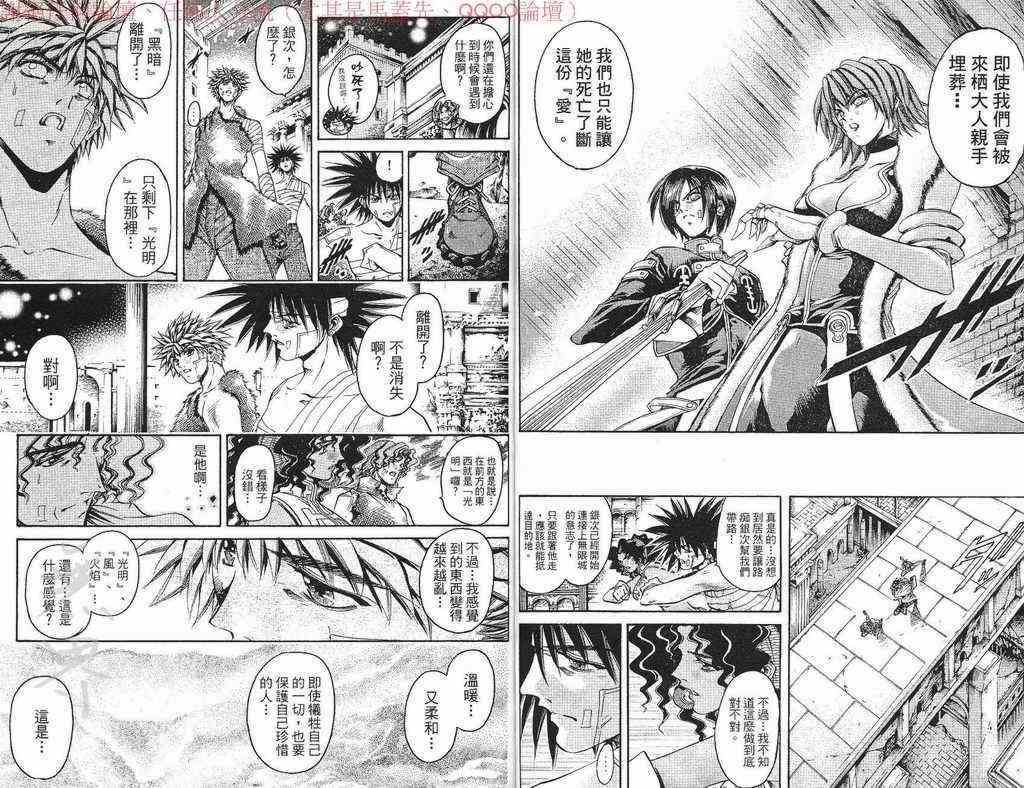 即使我們會被
來栖大人親手
埋葬…
我們也只能讓
她的死亡了斷
這份『愛』。
真是的…沒想
到居然要讓路
痴銀次幫我們
帶路…
銀次已經開始
連接上無限城
的意志了…
只要跟著他走
，應該就能抵
達目的地。
不過…我不知
道這麼做到底
對不對。
……
你們還在擔心
到時候會遇到
什麼啊？
吵死了！
！
銀次，怎
麼了？
…
『黑暗』
離開了…
只剩下『光明
』在那裡…
離開了？
不是消失
啊？
對啊…
也就是說…
在前方的東
西就是「光
明」囉？
看樣子
沒錯…
是他啊…
不過…我感覺
到的東西變得
越來越亂…
『光明』、
『風』、
『火焰』…
還有…這是
什麼感覺？
溫暖…
又柔和…
即使犧牲自己
的一切，也要
保護自己珍惜
的人…
這是…